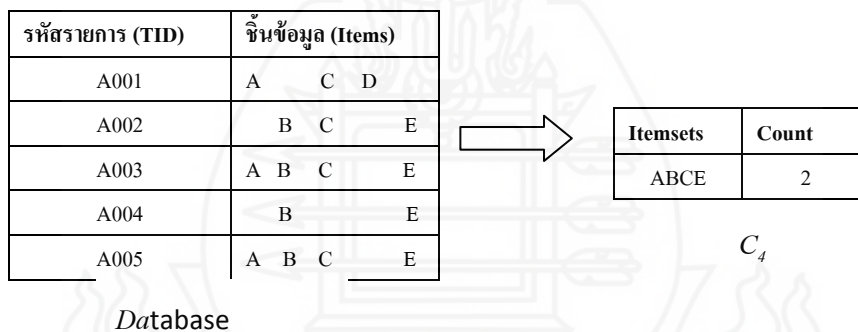 รหัสรายการ (TID) ชิ้นข้อมูล (Items)
A001 A C D
A002 B C E
A003 A B C E
A004 B E
A005 A B C E
Database
Itemsets Count
ABCE 2
C4